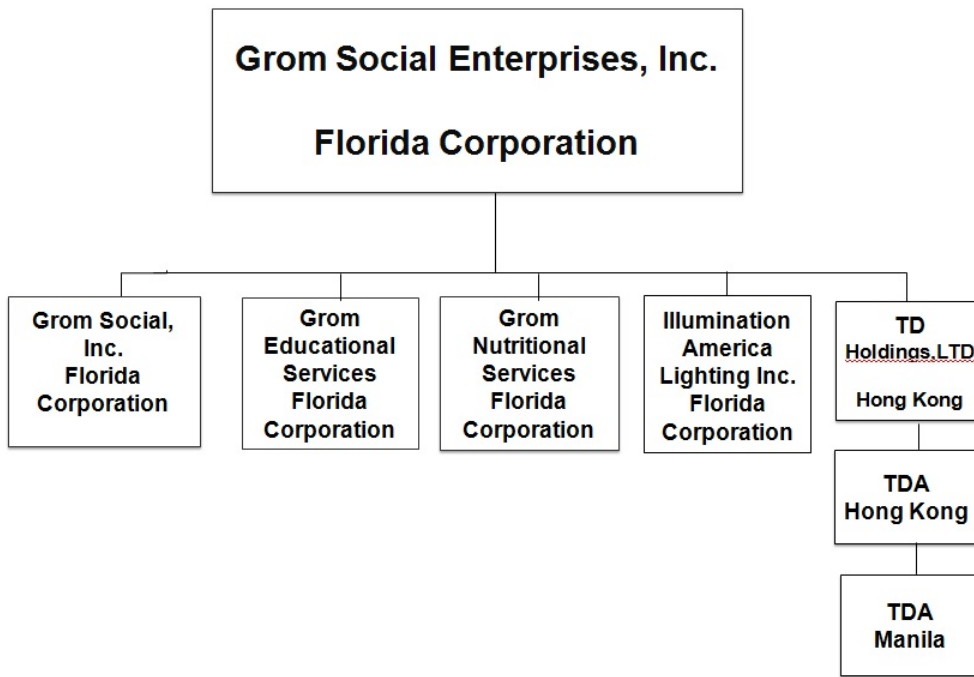 Grom Social Enterprises, Inc.
Florida Corporation
Grom Social,
Inc.
Florida
Corporation
Grom
Educational
Services
Florida
Corporation
Grom
Nutritional
Services
Florida
Corporation
Illumination
America
Lighting Inc.
Florida
Corporation
TD
Holdings.LTD
Hong Kong
TDA
Hong Kong
TDA
Manila